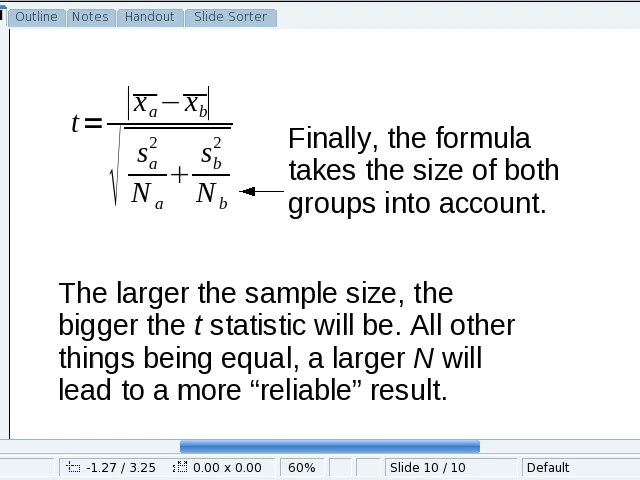 Outline Notes Handout Slide Sorter
t = |x̄a − x̄b| / √(s²a/Na + s²b/Nb)
Finally, the formula
takes the size of both
groups into account.
The larger the sample size, the
bigger the t statistic will be. All other
things being equal, a larger N will
lead to a more “reliable” result.
-1.27 / 3.25 0.00 x 0.00 60% Slide 10 / 10 Default